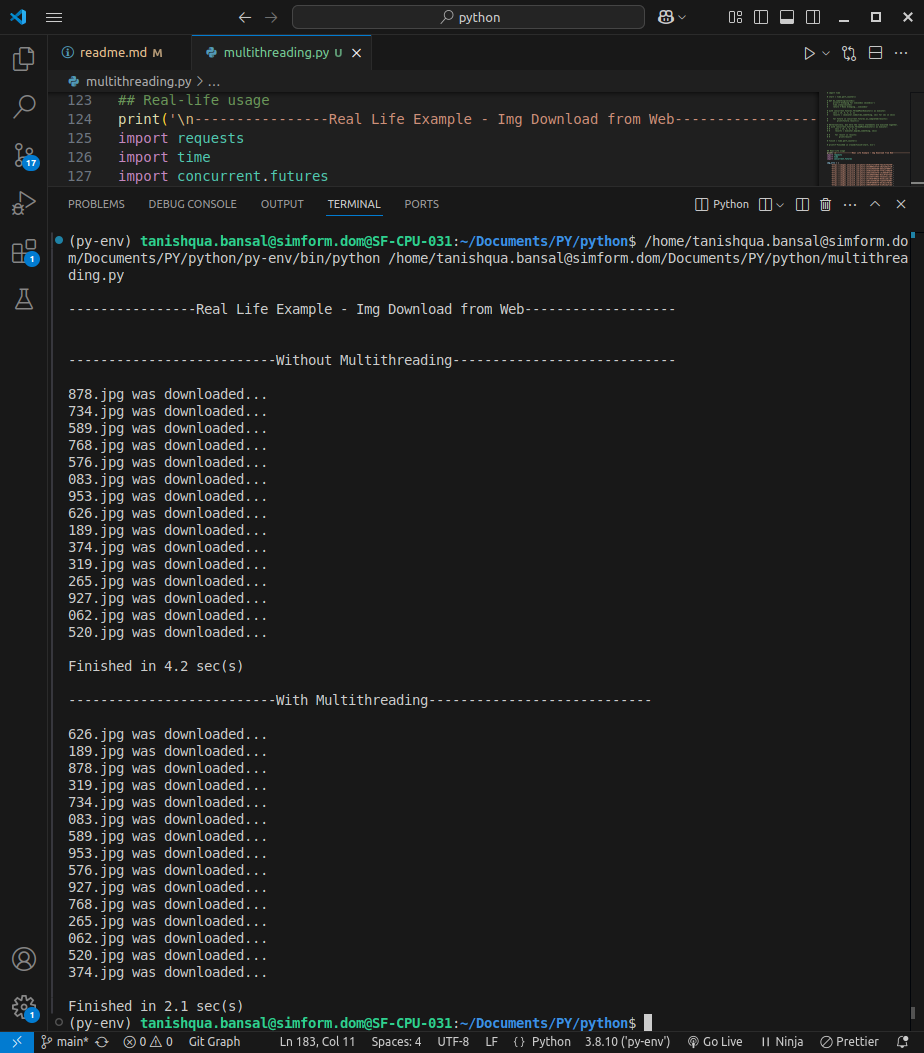 python
readme.md M
multithreading.py U
multithreading.py > ...
123 ## Real-life usage
124 print('\n----------------Real Life Example - Img Download from Web-----------------
125 import requests
126 import time
127 import concurrent.futures
PROBLEMS DEBUG CONSOLE OUTPUT TERMINAL PORTS Python
(py-env) tanishqua.bansal@simform.dom@SF-CPU-031:~/Documents/PY/python$ /home/tanishqua.bansal@simform.do
m/Documents/PY/python/py-env/bin/python /home/tanishqua.bansal@simform.dom/Documents/PY/python/multithrea
ding.py
----------------Real Life Example - Img Download from Web-------------------
--------------------------Without Multithreading----------------------------
878.jpg was downloaded...
734.jpg was downloaded...
589.jpg was downloaded...
768.jpg was downloaded...
576.jpg was downloaded...
083.jpg was downloaded...
953.jpg was downloaded...
626.jpg was downloaded...
189.jpg was downloaded...
374.jpg was downloaded...
319.jpg was downloaded...
265.jpg was downloaded...
927.jpg was downloaded...
062.jpg was downloaded...
520.jpg was downloaded...
Finished in 4.2 sec(s)
--------------------------With Multithreading----------------------------
626.jpg was downloaded...
189.jpg was downloaded...
878.jpg was downloaded...
319.jpg was downloaded...
734.jpg was downloaded...
083.jpg was downloaded...
589.jpg was downloaded...
953.jpg was downloaded...
576.jpg was downloaded...
927.jpg was downloaded...
768.jpg was downloaded...
265.jpg was downloaded...
062.jpg was downloaded...
520.jpg was downloaded...
374.jpg was downloaded...
Finished in 2.1 sec(s)
(py-env) tanishqua.bansal@simform.dom@SF-CPU-031:~/Documents/PY/python$
17
1
1
main* 0 0 Git Graph Ln 183, Col 11 Spaces: 4 UTF-8 LF {} Python 3.8.10 ('py-env') Go Live Ninja Prettier